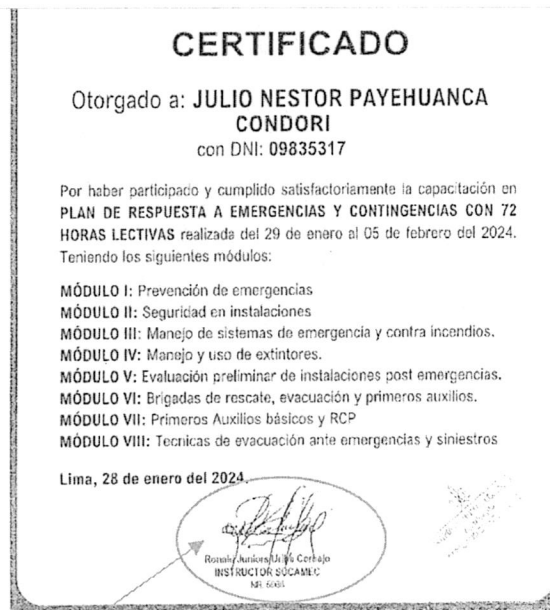 CERTIFICADO
Otorgado a: JULIO NESTOR PAYEHUANCA
CONDORI
con DNI: 09835317
Por haber participado y cumplido satisfactoriamente la capacitación en
PLAN DE RESPUESTA A EMERGENCIAS Y CONTINGENCIAS CON 72
HORAS LECTIVAS realizada del 29 de enero al 05 de febrero del 2024.
Teniendo los siguientes módulos:
MÓDULO I: Prevención de emergencias
MÓDULO II: Seguridad en instalaciones
MÓDULO III: Manejo de sistemas de emergencia y contra incendios.
MÓDULO IV: Manejo y uso de extintores.
MÓDULO V: Evaluación preliminar de instalaciones post emergencias.
MÓDULO VI: Brigadas de rescate, evacuación y primeros auxilios.
MÓDULO VII: Primeros Auxilios básicos y RCP
MÓDULO VIII: Tecnicas de evacuación ante emergencias y siniestros
Lima, 28 de enero del 2024.
Juniors
INSTRUCTOR SUCAMEC